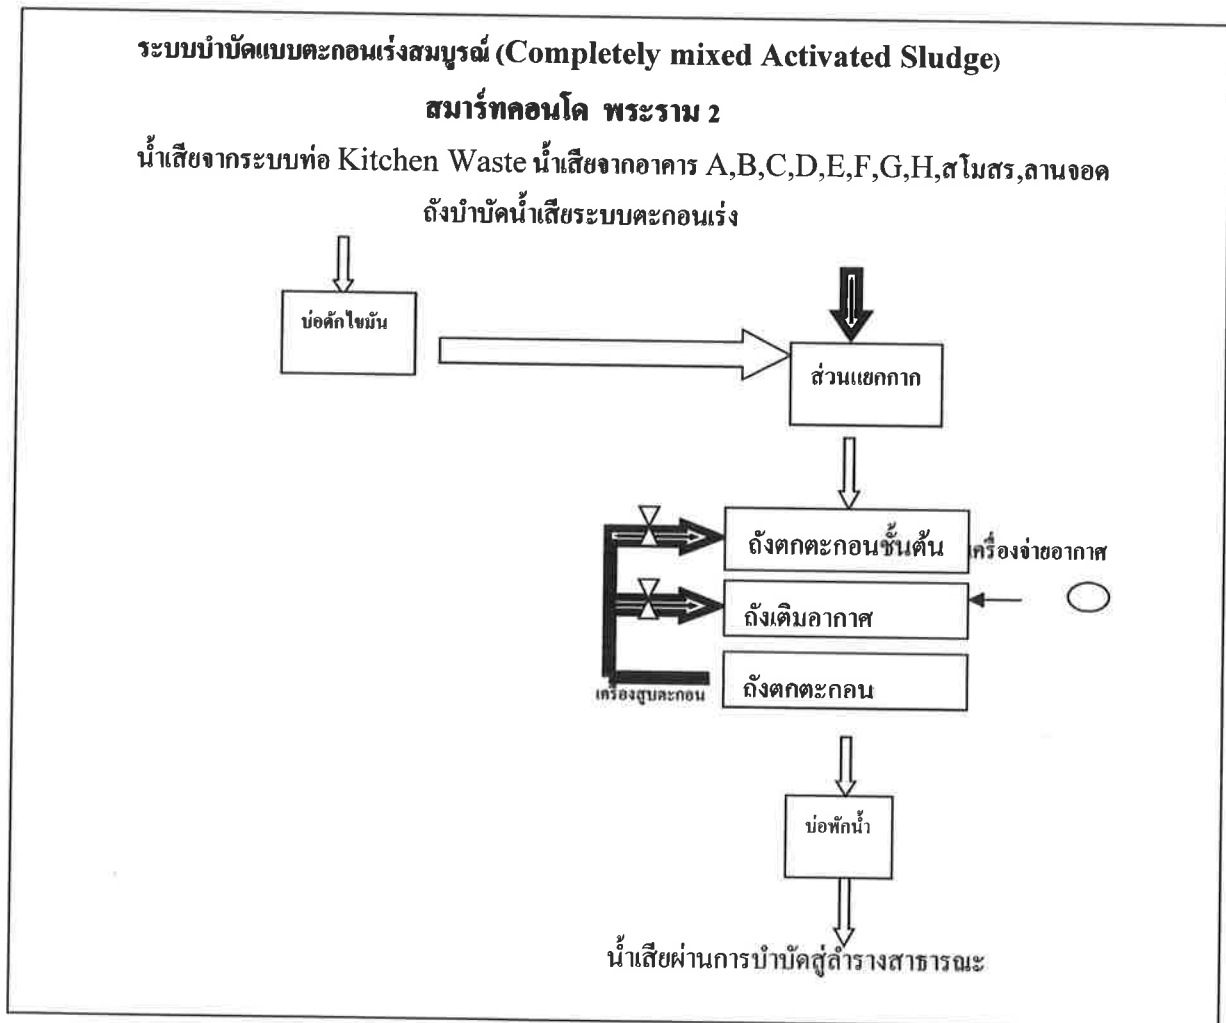 ระบบบำบัดแบบตะกอนเร่งสมบูรณ์ (Completely mixed Activated Sludge)
สมาร์ทคอนโด พระราม 2
น้ำเสียจากระบบท่อ Kitchen Waste น้ำเสียจากอาคาร A,B,C,D,E,F,G,H,สโมสร,ลานจอด
ถังบำบัดน้ำเสียระบบตะกอนเร่ง
บ่อดักไขมัน
ส่วนแยกกาก
ถังตกตะกอนชั้นต้น
เครื่องจ่ายอากาศ
ถังเติมอากาศ
ถังตกตะกอน
เครื่องสูบตะกอน
บ่อพักน้ำ
น้ำเสียผ่านการบำบัดสู่ลำรางสาธารณะ